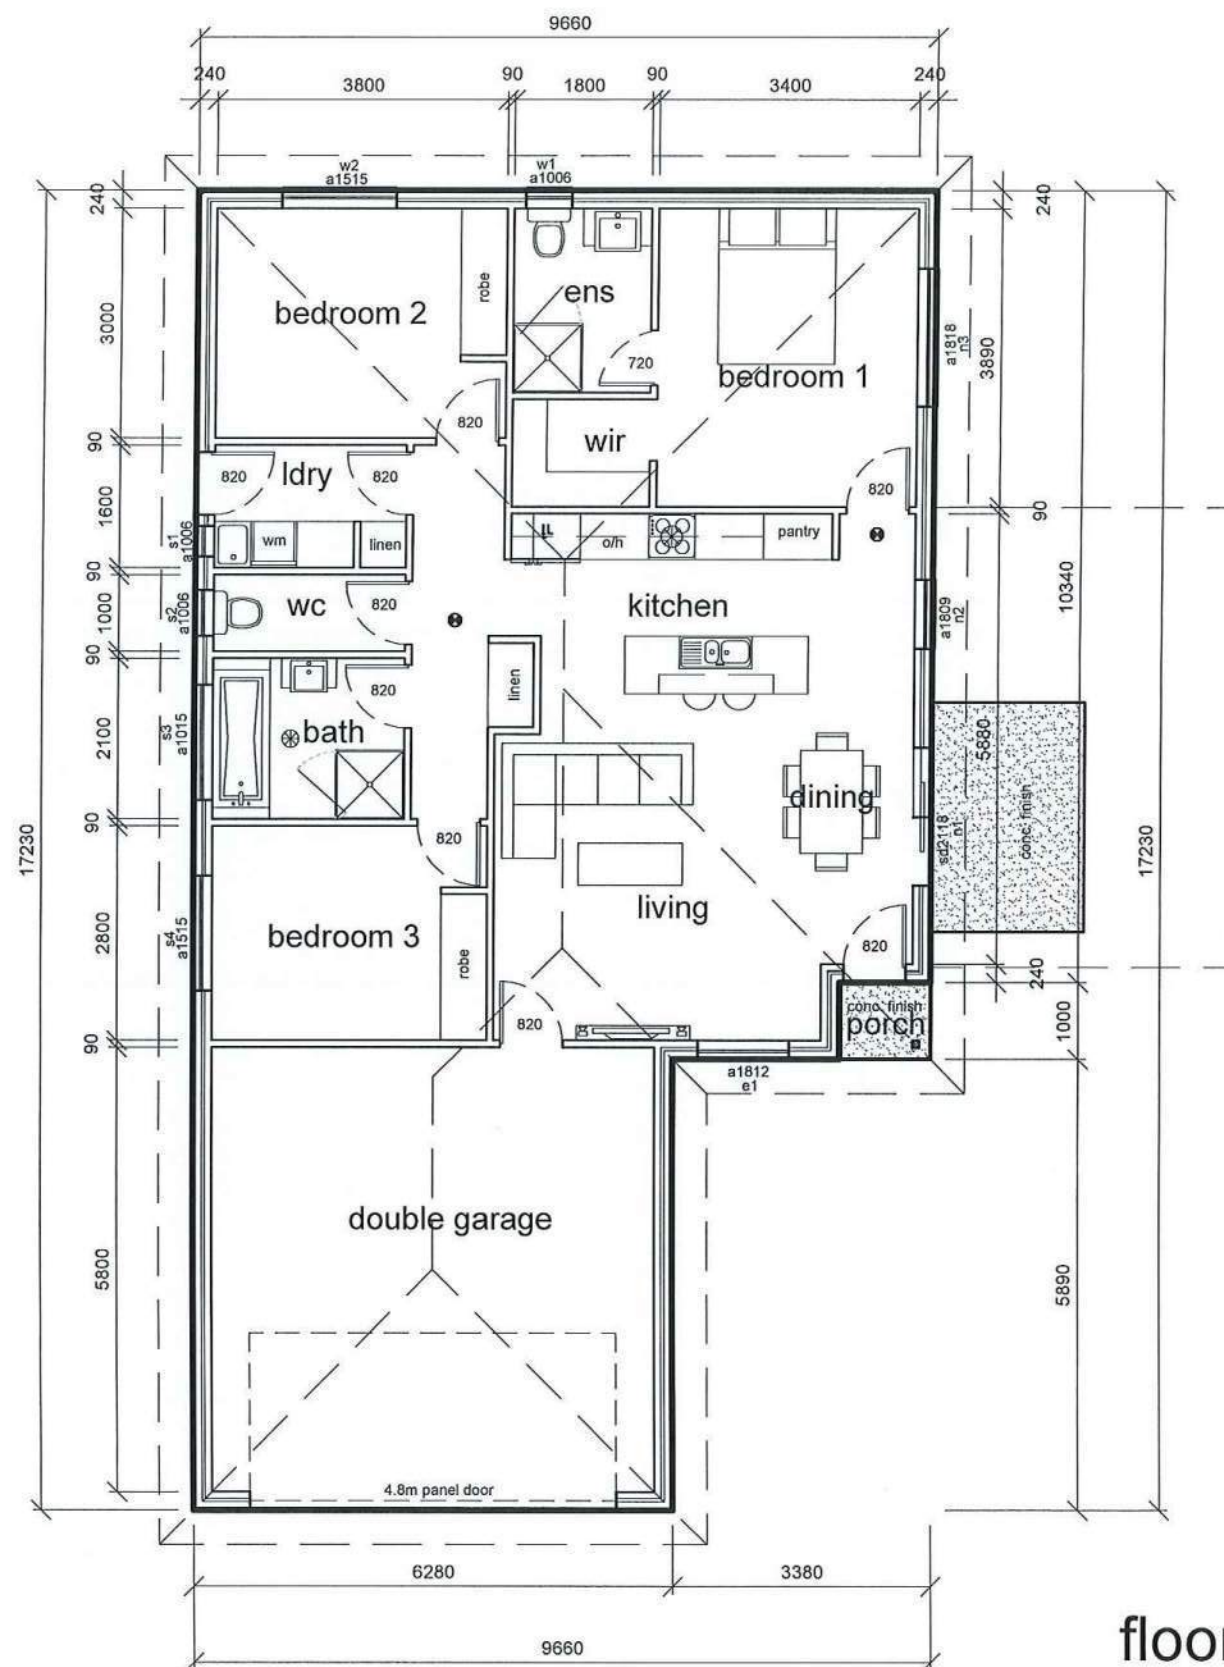 9660
240 3800 90 1800 90 3400 240
w2
a1515
w1
a1006
240
3000
90
1600
90
1000
90
2100
90
2800
90
5800
17230
240
3890
90
5880
240
10340
1000
5890
17230
bedroom 2
robe
820
ens
720
bedroom 1
a1818
n3
wir
820
820
ldry
820
s1
a1006
wm
linen
o/h
pantry
s2
a1006
wc
820
kitchen
a1809
n2
linen
s3
a1015
bath
820
dining
sd2118
n1
conc. finish
820
s4
a1515
bedroom 3
robe
living
820
820
conc. finish
porch
a1812
e1
double garage
4.8m panel door
6280 3380
9660
floor